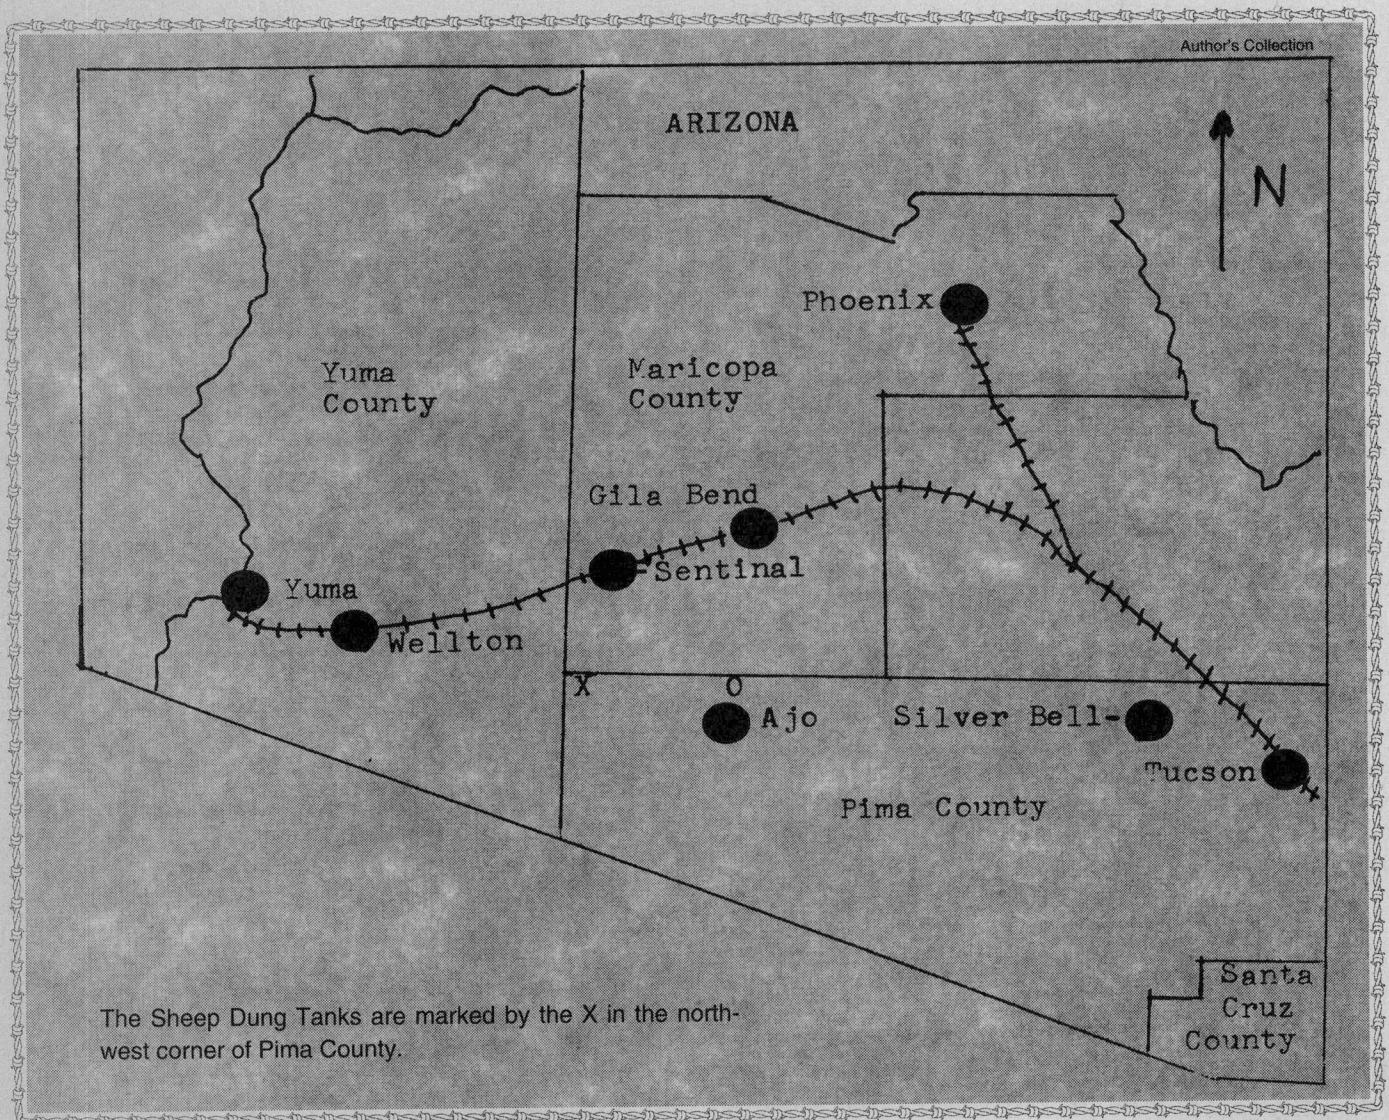 Author's Collection
ARIZONA
N
Phoenix
Yuma
County
Maricopa
County
Gila Bend
Sentinal
Yuma
Wellton
X
O
Ajo
Silver Bell
Tucson
Pima County
Santa
Cruz
County
The Sheep Dung Tanks are marked by the X in the north-
west corner of Pima County.